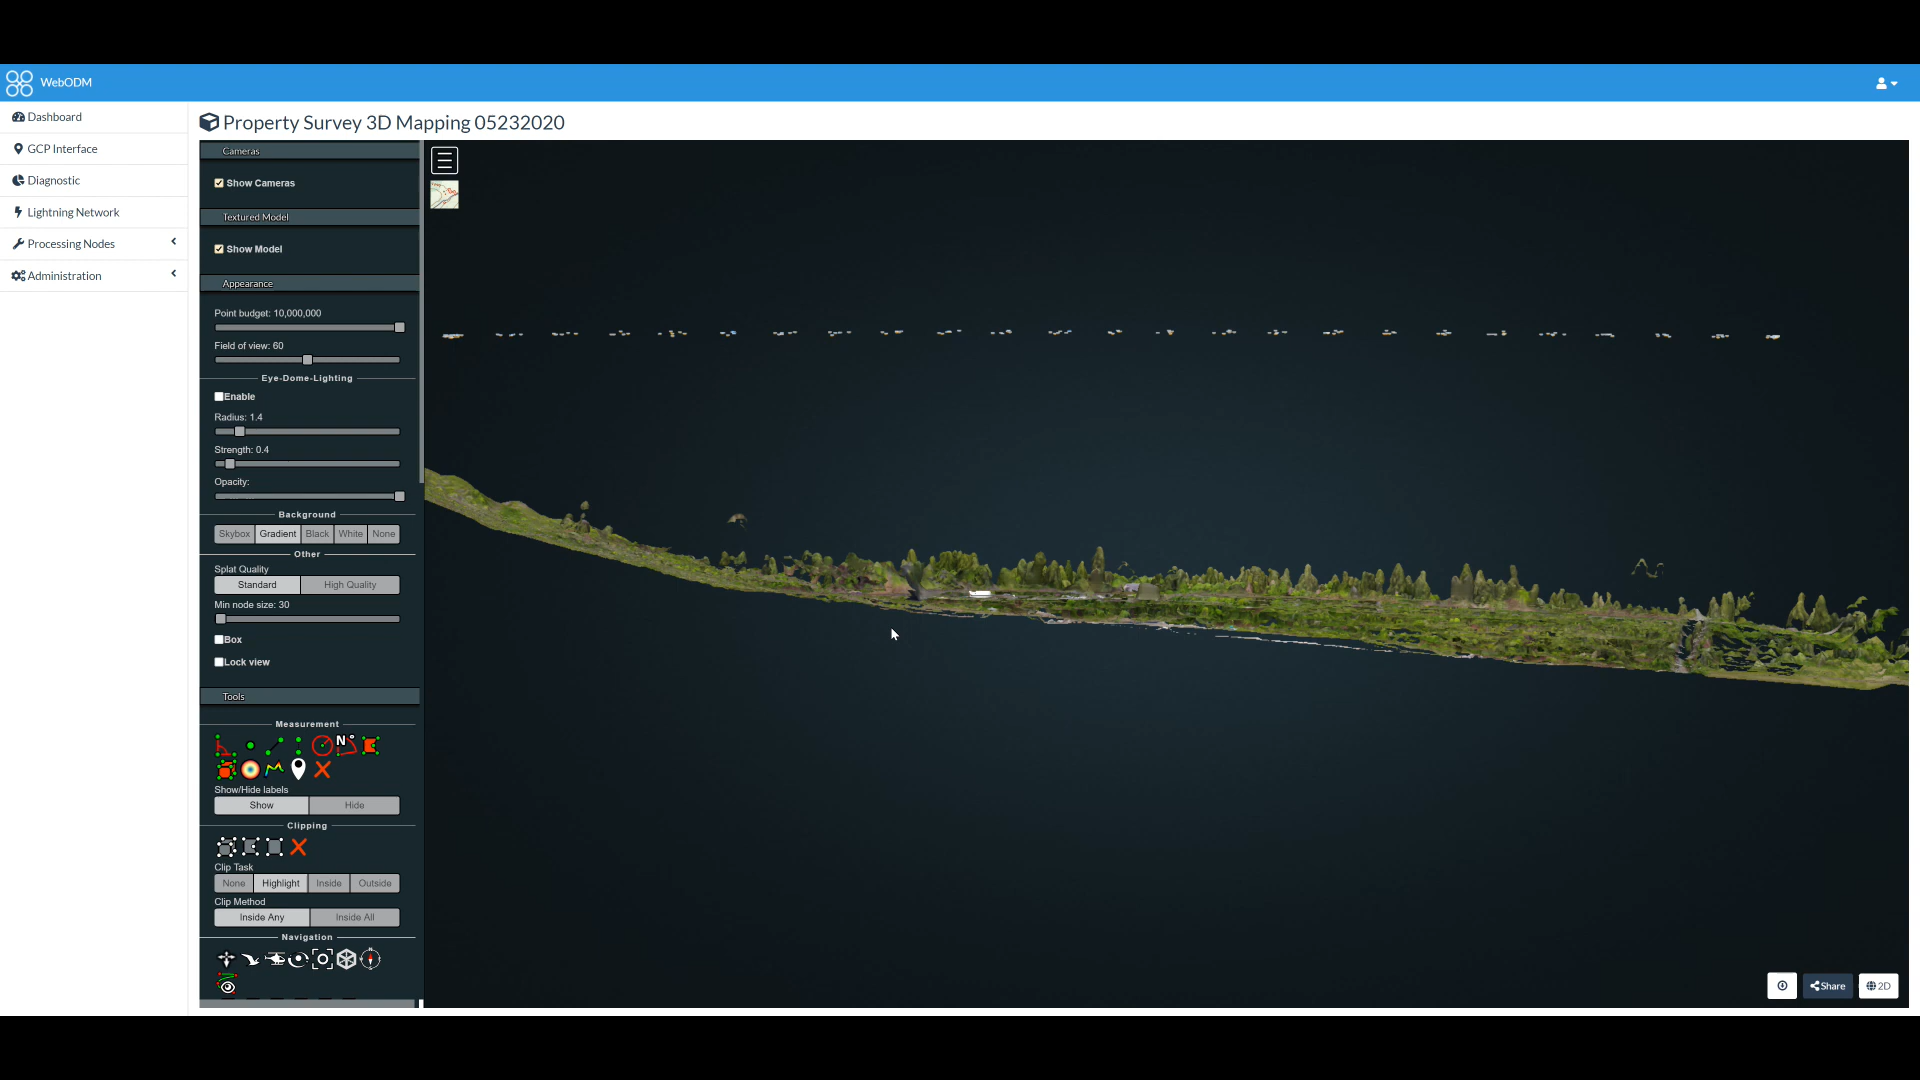 WebODM
Dashboard
GCP Interface
Diagnostic
Lightning Network
Processing Nodes
Administration
Property Survey 3D Mapping 05232020
Cameras
Show Cameras
Textured Model
Show Model
Appearance
Point budget: 10,000,000
Field of view: 60
Eye-Dome-Lighting
Enable
Radius: 1.4
Strength: 0.4
Opacity:
Background
Skybox Gradient Black White None
Other
Splat Quality
Standard High Quality
Min node size: 30
Box
Lock view
Tools
Measurement
N°
Show/Hide labels
Show Hide
Clipping
Clip Task
None Highlight Inside Outside
Clip Method
Inside Any Inside All
Navigation
Share
2D